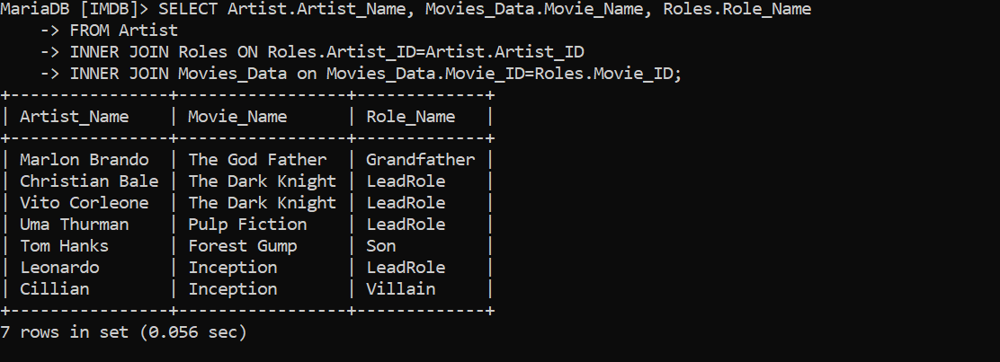 MariaDB [IMDB]> SELECT Artist.Artist_Name, Movies_Data.Movie_Name, Roles.Role_Name
    -> FROM Artist
    -> INNER JOIN Roles ON Roles.Artist_ID=Artist.Artist_ID
    -> INNER JOIN Movies_Data on Movies_Data.Movie_ID=Roles.Movie_ID;
+----------------+-----------------+-------------+
| Artist_Name    | Movie_Name      | Role_Name   |
+----------------+-----------------+-------------+
| Marlon Brando  | The God Father  | Grandfather |
| Christian Bale | The Dark Knight | LeadRole    |
| Vito Corleone  | The Dark Knight | LeadRole    |
| Uma Thurman    | Pulp Fiction    | LeadRole    |
| Tom Hanks      | Forest Gump     | Son         |
| Leonardo       | Inception       | LeadRole    |
| Cillian        | Inception       | Villain     |
+----------------+-----------------+-------------+
7 rows in set (0.056 sec)